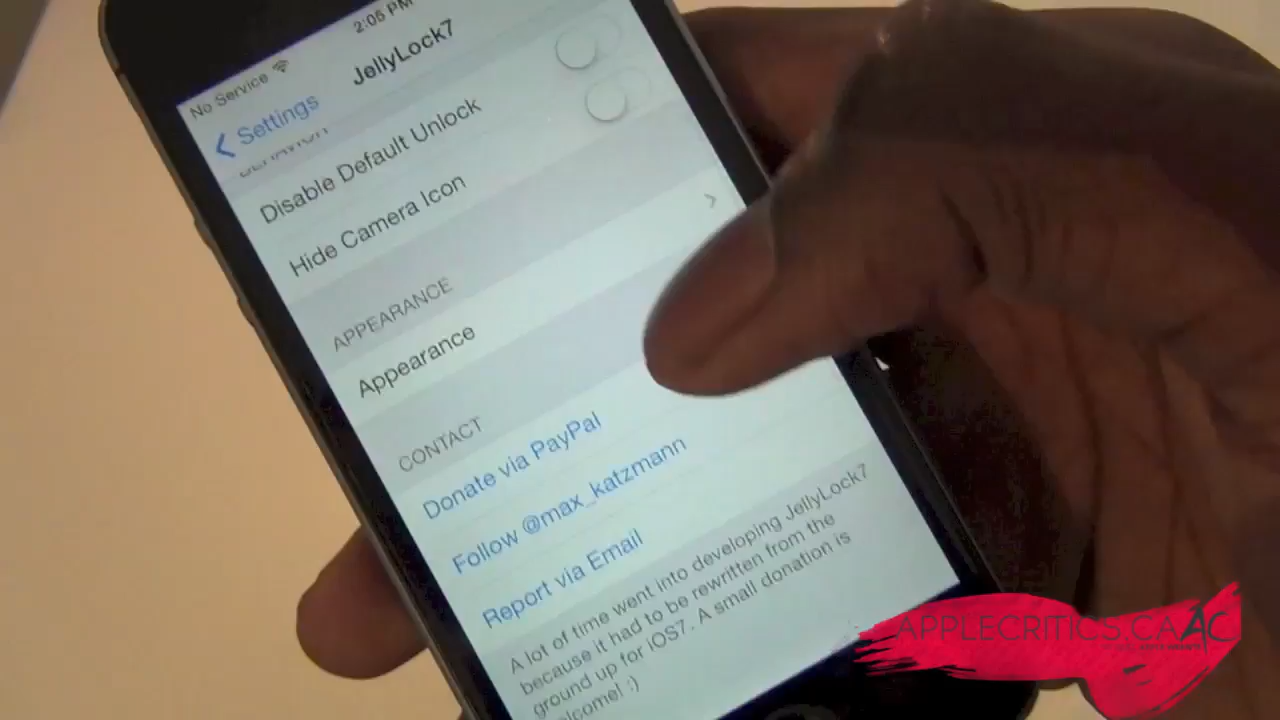 No Service
2:05 PM
Settings
JellyLock7
Disable Default Unlock
Hide Camera Icon
APPEARANCE
Appearance
CONTACT
Donate via PayPal
Follow @max_katzmann
Report via Email
A lot of time went into developing JellyLock7
because it had to be rewritten from the
ground up for iOS7. A small donation is
elcome! :)
APPLECRITICS.CA AC